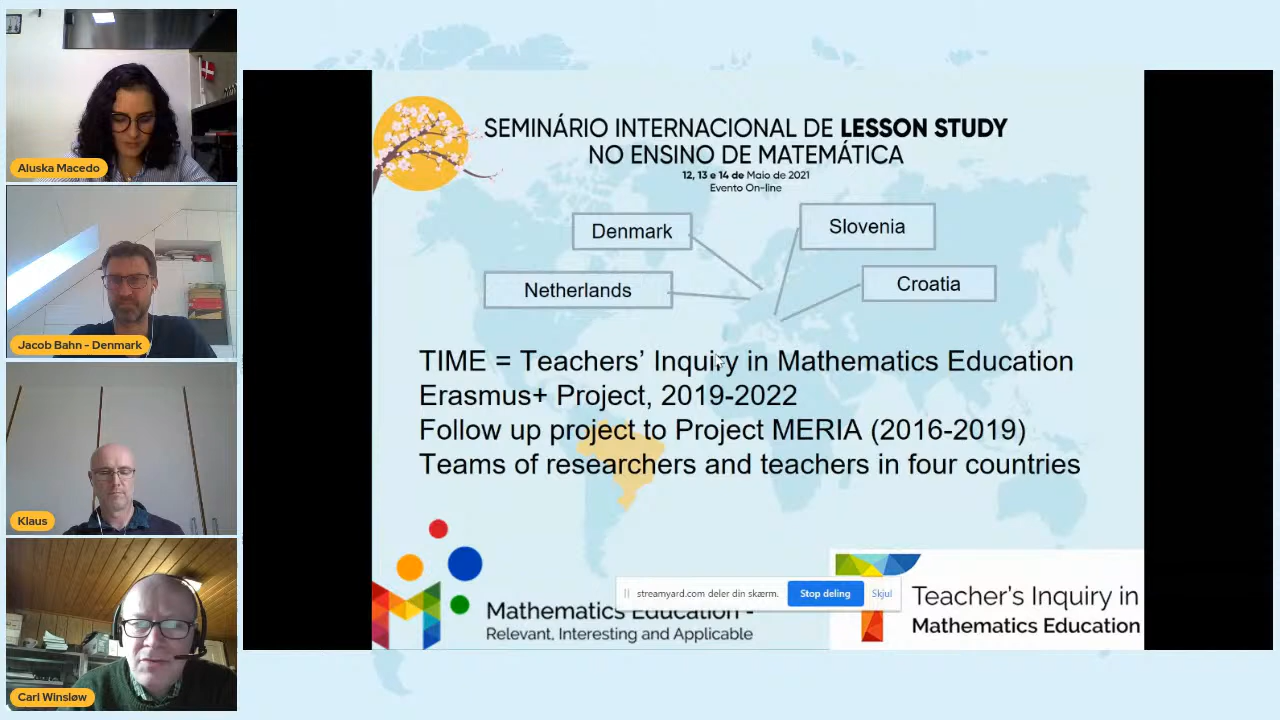 Aluska Macedo
Jacob Bahn - Denmark
Klaus
Carl Winsløw
SEMINÁRIO INTERNACIONAL DE LESSON STUDY
NO ENSINO DE MATEMÁTICA
12, 13 e 14 de Maio de 2021
Evento On-line
Denmark
Slovenia
Netherlands
Croatia
TIME = Teachers’ Inquiry in Mathematics Education
Erasmus+ Project, 2019-2022
Follow up project to Project MERIA (2016-2019)
Teams of researchers and teachers in four countries
streamyard.com deler din skærm.
Stop deling
Skjul
Mathematics Education -
Relevant, Interesting and Applicable
Teacher's Inquiry in
Mathematics Education